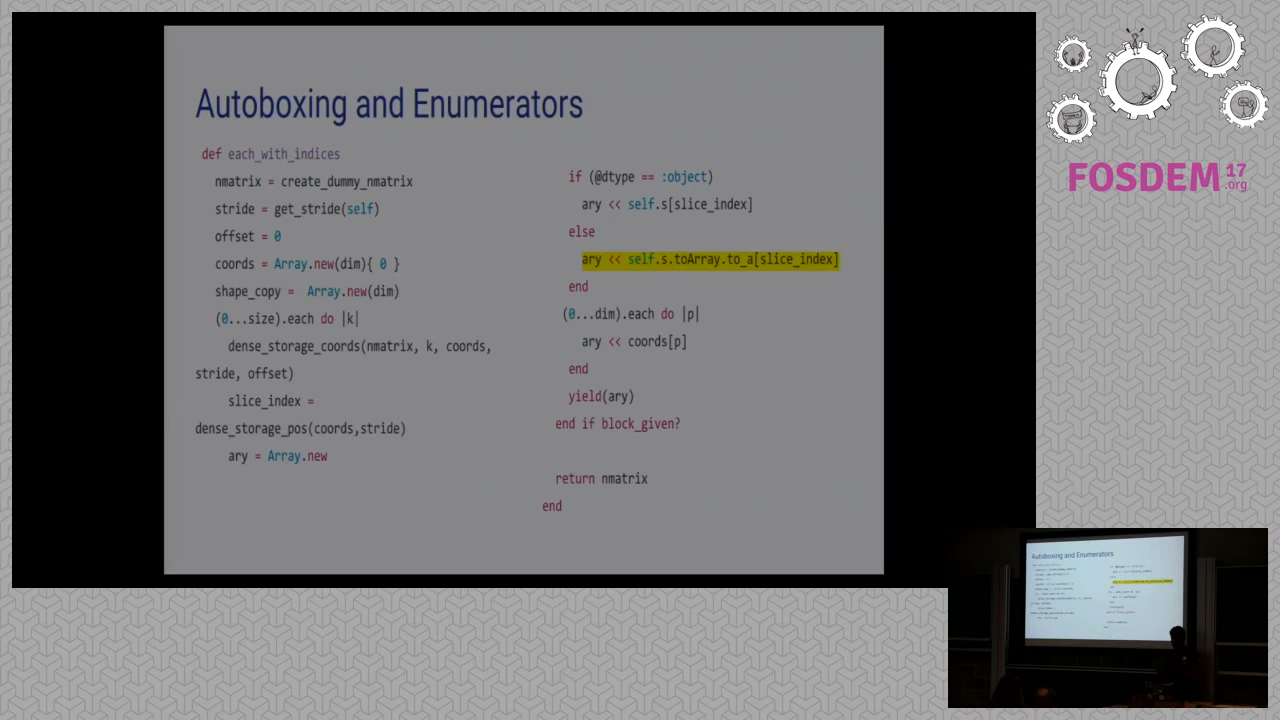 Autoboxing and Enumerators
def each_with_indices
nmatrix = create_dummy_nmatrix
stride = get_stride(self)
offset = 0
coords = Array.new(dim){ 0 }
shape_copy =  Array.new(dim)
(0...size).each do |k|
dense_storage_coords(nmatrix, k, coords,
stride, offset)
slice_index =
dense_storage_pos(coords,stride)
ary = Array.new
if (@dtype == :object)
ary << self.s[slice_index]
else
ary << self.s.toArray.to_a[slice_index]
end
(0...dim).each do |p|
ary << coords[p]
end
yield(ary)
end if block_given?
return nmatrix
end
FOSDEM 17
.org
Autoboxing and Enumerators